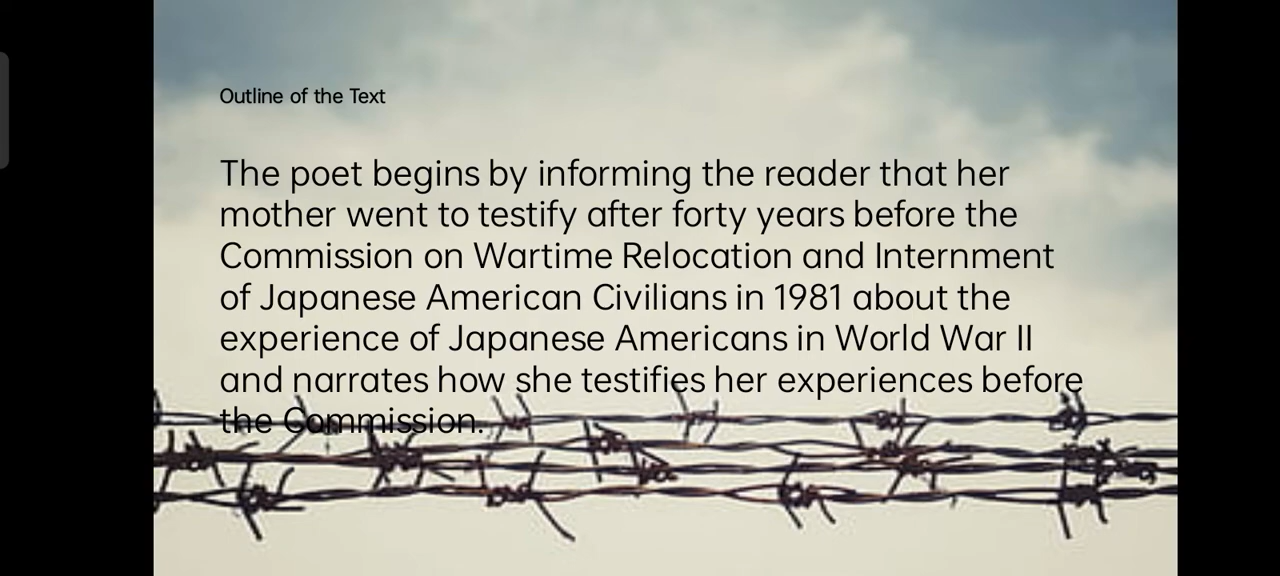 Outline of the Text
The poet begins by informing the reader that her
mother went to testify after forty years before the
Commission on Wartime Relocation and Internment
of Japanese American Civilians in 1981 about the
experience of Japanese Americans in World War II
and narrates how she testifies her experiences before
the Commission.